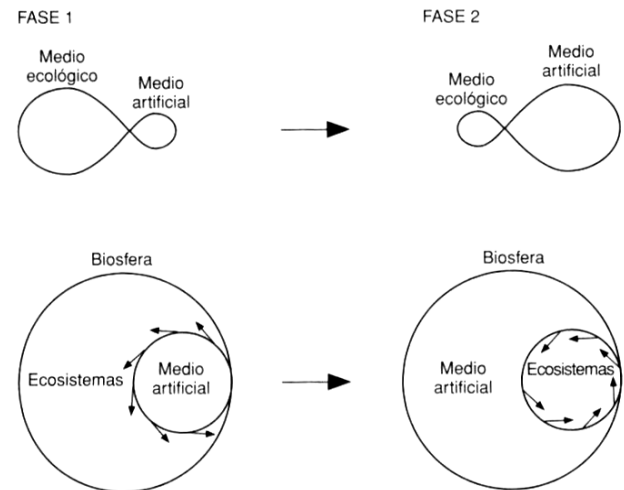 FASE 1
FASE 2
Medio
ecológico
Medio
artificial
Medio
ecológico
Medio
artificial
Biosfera
Ecosistemas
Medio
artificial
Biosfera
Medio
artificial
Ecosistemas